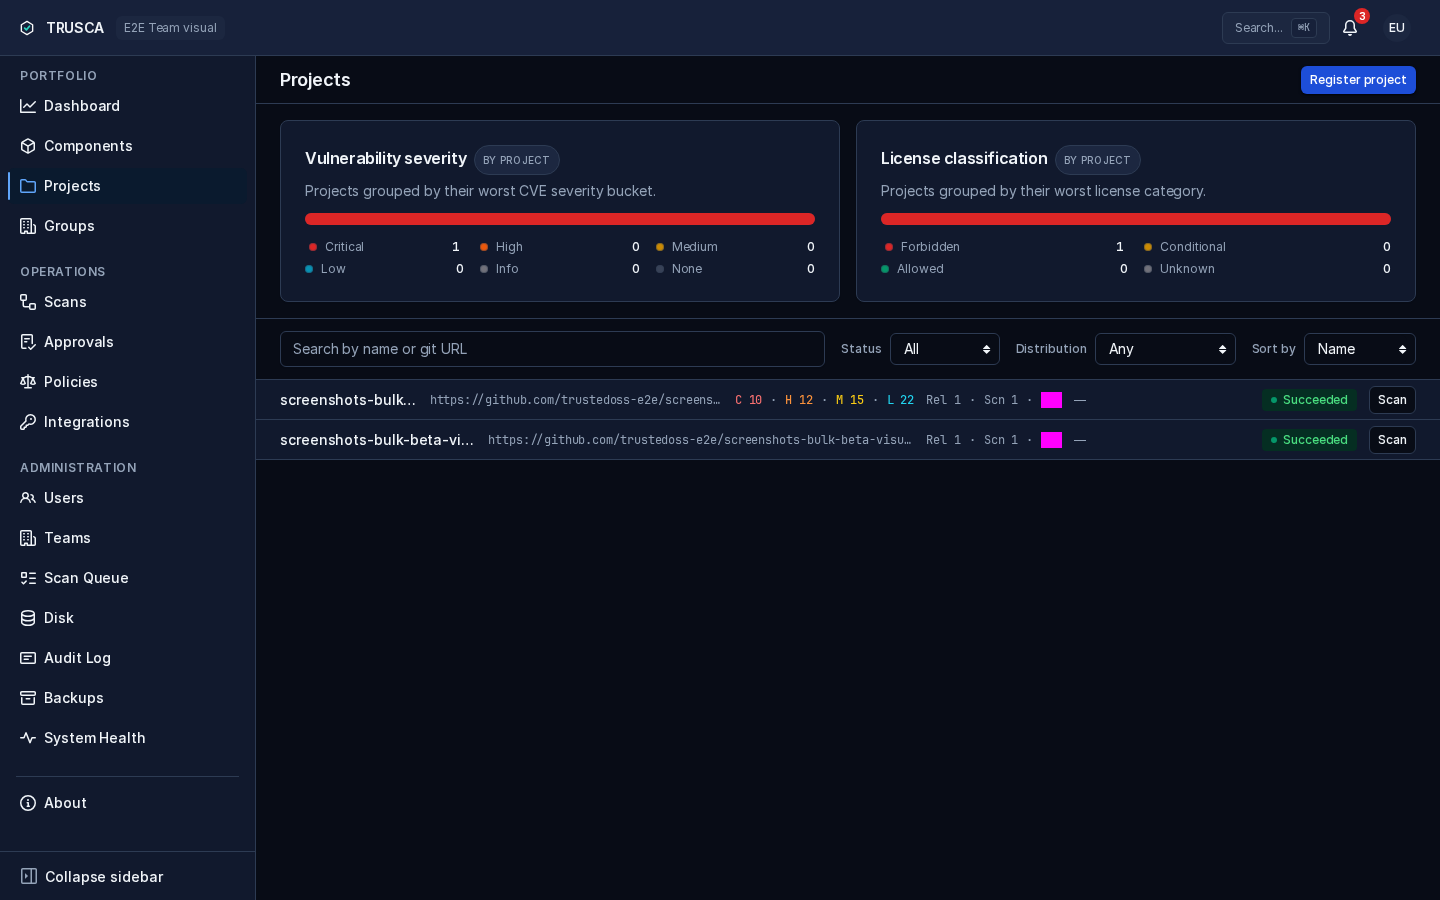 TRUSCA E2E Team visual Search... ⌘K 3 EU
PORTFOLIO
Dashboard
Components
Projects
Groups
OPERATIONS
Scans
Approvals
Policies
Integrations
ADMINISTRATION
Users
Teams
Scan Queue
Disk
Audit Log
Backups
System Health
About
Collapse sidebar
Projects Register project
Vulnerability severity BY PROJECT
Projects grouped by their worst CVE severity bucket.
Critical 1 High 0 Medium 0
Low 0 Info 0 None 0
License classification BY PROJECT
Projects grouped by their worst license category.
Forbidden 1 Conditional 0
Allowed 0 Unknown 0
Search by name or git URL Status All Distribution Any Sort by Name
screenshots-bulk... https://github.com/trustedoss-e2e/screens... C 10 · H 12 · M 15 · L 22 Rel 1 · Scn 1 · — Succeeded Scan
screenshots-bulk-beta-vi... https://github.com/trustedoss-e2e/screenshots-bulk-beta-visu... Rel 1 · Scn 1 · — Succeeded Scan